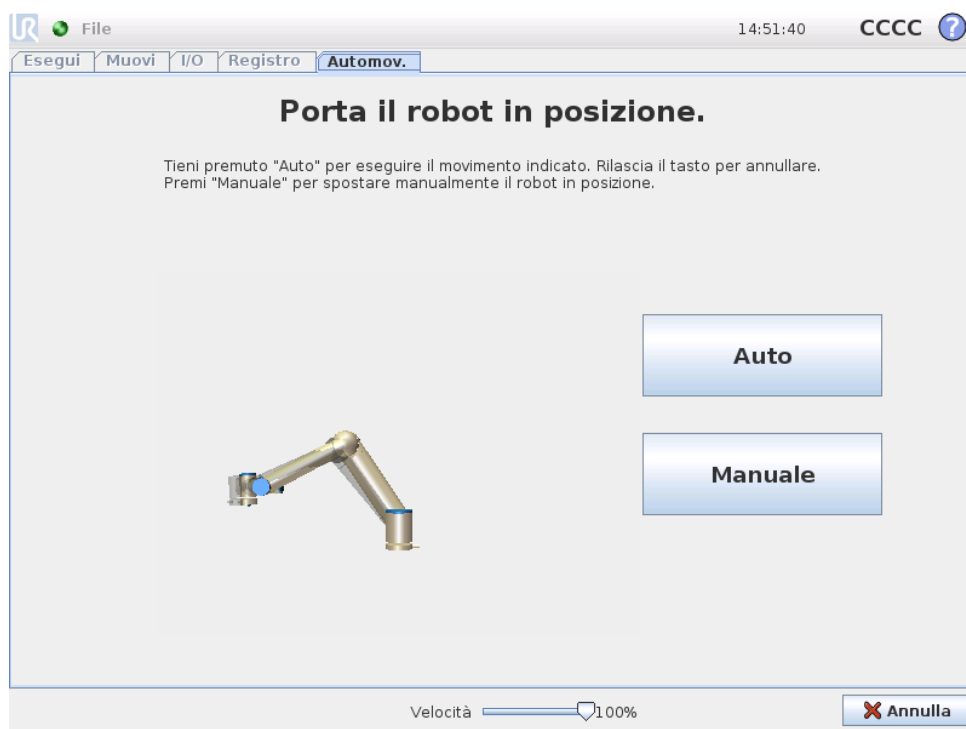 UR File 14:51:40 CCCC ?
Esegui Muovi I/O Registro Automov.
Porta il robot in posizione.
Tieni premuto "Auto" per eseguire il movimento indicato. Rilascia il tasto per annullare.
Premi "Manuale" per spostare manualmente il robot in posizione.
Auto
Manuale
Velocità 100% Annulla